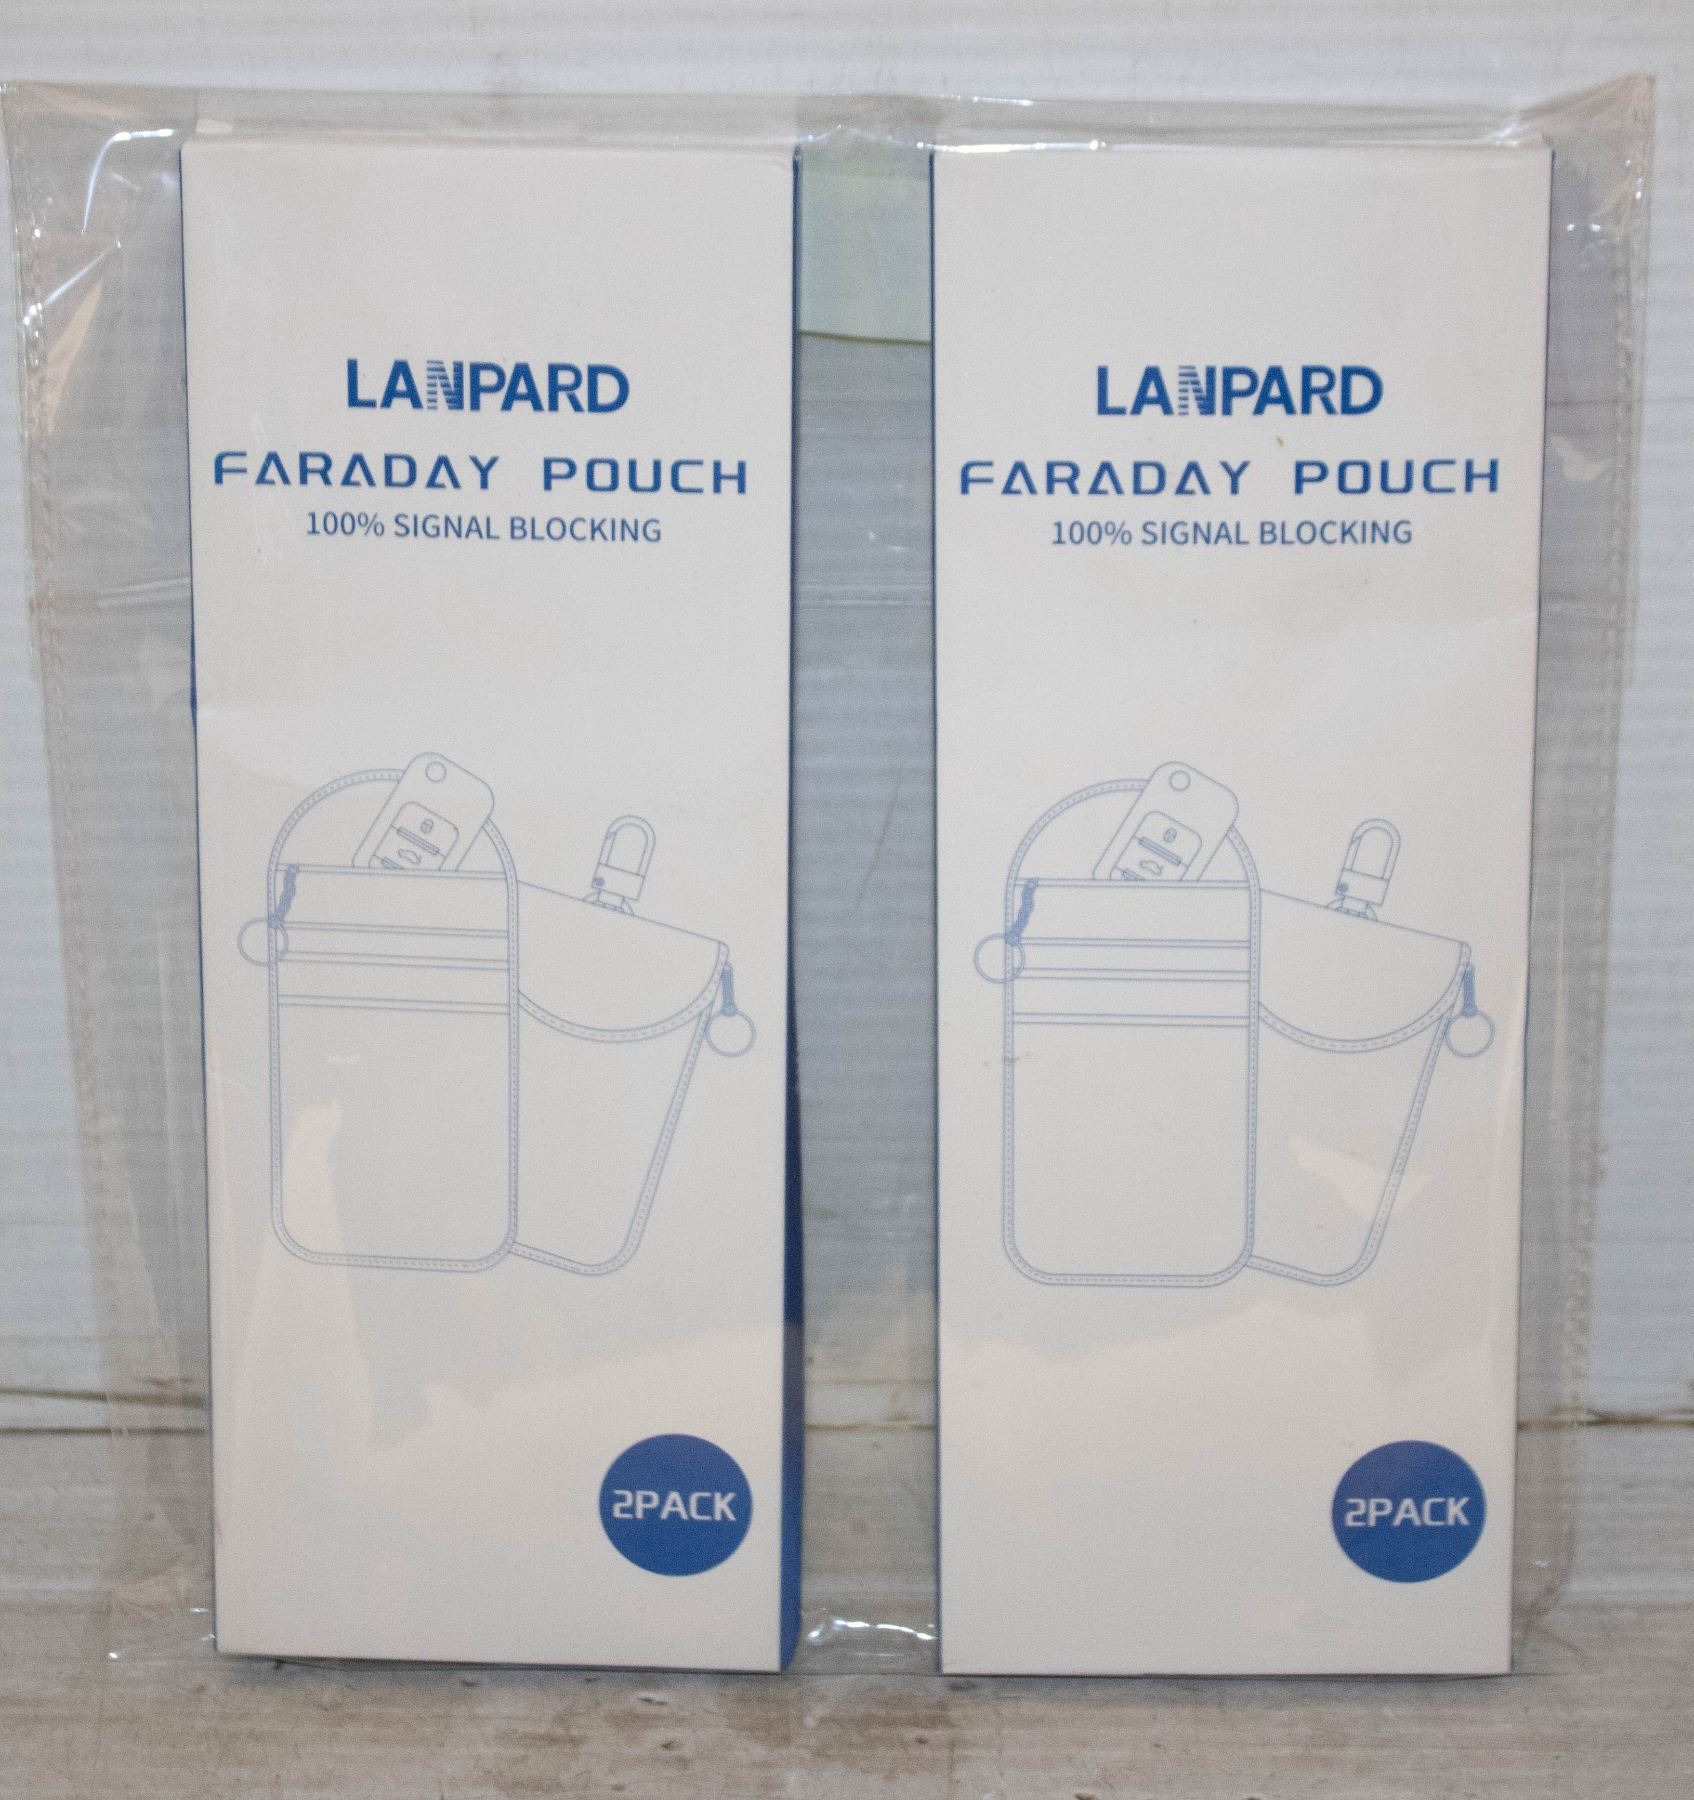 LANPARD
FARADAY POUCH
100% SIGNAL BLOCKING
2PACK
LANPARD
FARADAY POUCH
100% SIGNAL BLOCKING
2PACK